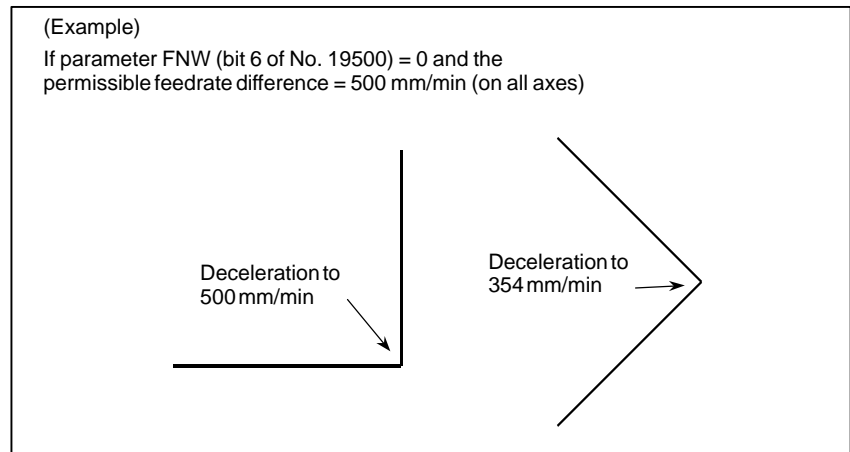 (Example)
If parameter FNW (bit 6 of No. 19500) = 0 and the
permissible feedrate difference = 500 mm/min (on all axes)
Deceleration to
500 mm/min
Deceleration to
354 mm/min